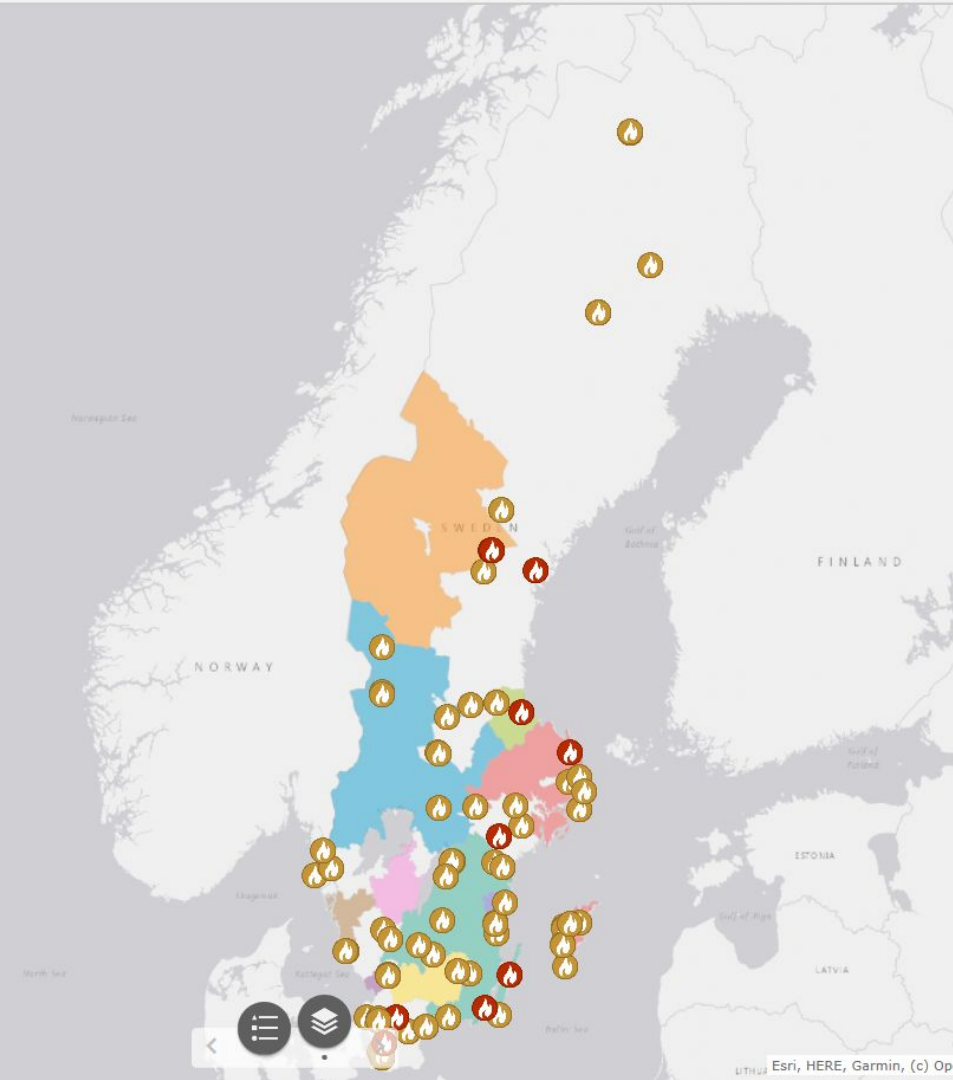 Norwegian Sea
SWEDEN
Gulf of
Bothnia
FINLAND
NORWAY
Gulf of
Finland
ESTONIA
Skagerrak
Gulf of Riga
North Sea
Kattegat Sea
LATVIA
Baltic Sea
LITHU
Esri, HERE, Garmin, (c) Op